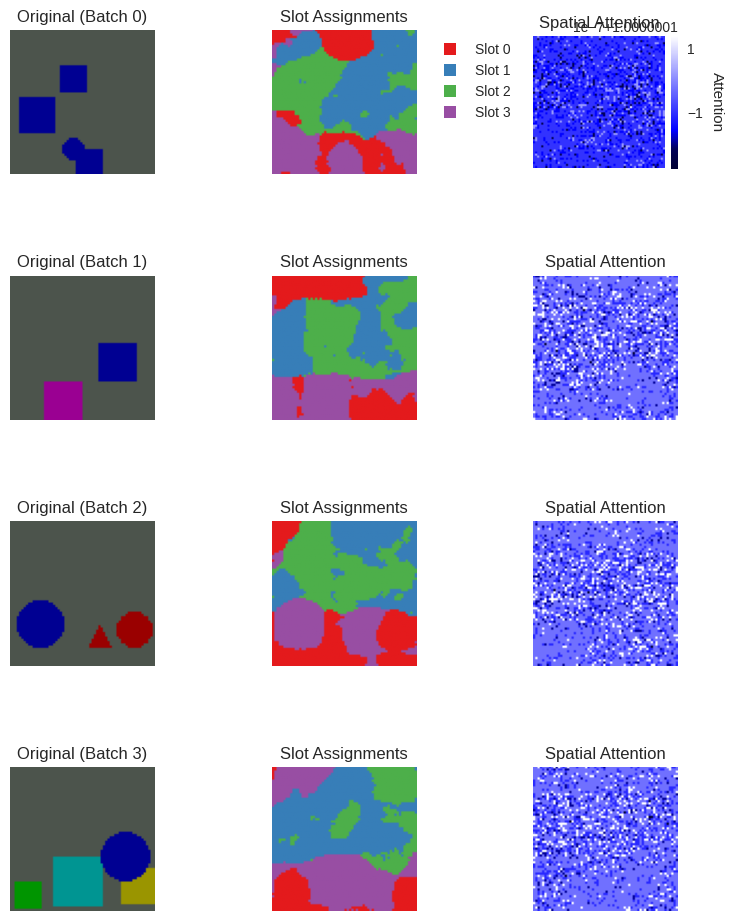 Original (Batch 0)
Slot Assignments
Slot 0
Slot 1
Slot 2
Slot 3
Spatial Attention
1e−7+1.0000001
1
−1
Attention
Original (Batch 1)
Slot Assignments
Spatial Attention
Original (Batch 2)
Slot Assignments
Spatial Attention
Original (Batch 3)
Slot Assignments
Spatial Attention